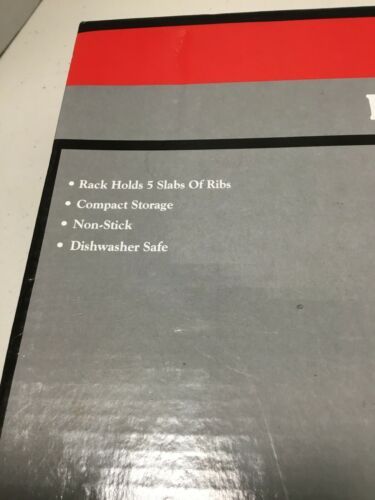 • Rack Holds 5 Slabs Of Ribs
• Compact Storage
• Non-Stick
• Dishwasher Safe